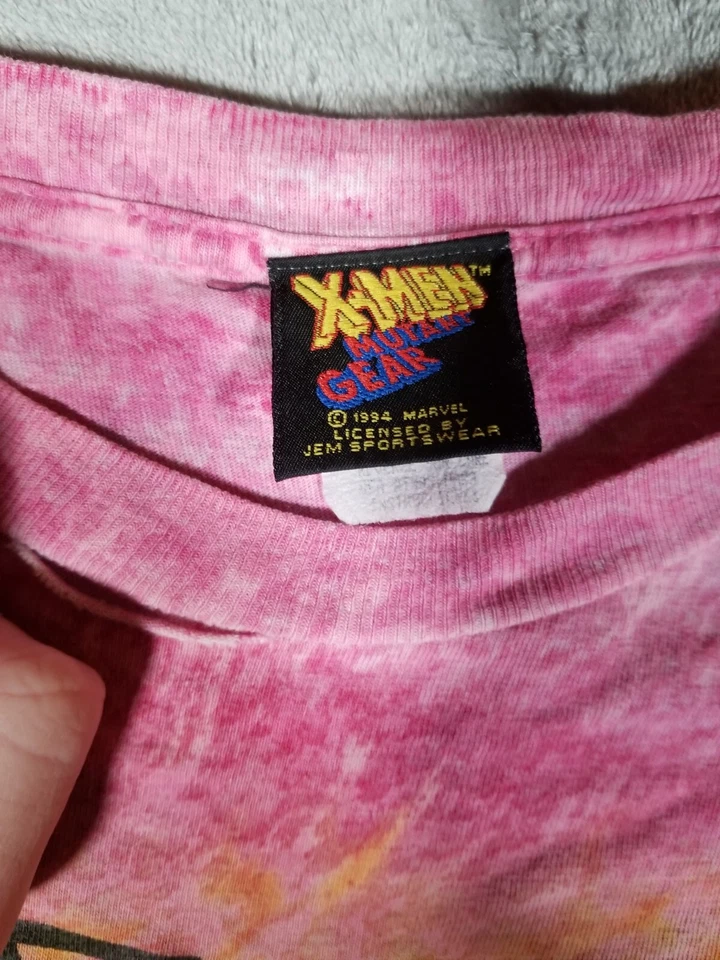 X-MEN™
MUTANT
GEAR
© 1994 MARVEL
LICENSED BY
JEM SPORTSWEAR